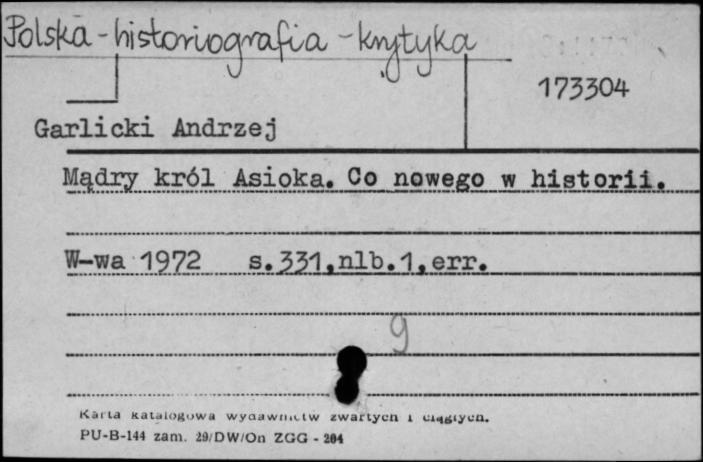 Polska - historiografia - krytyka
173304
Garlicki Andrzej
Mądry król Asioka. Co nowego w historii.
W-wa 1972 s.331,nlb.1,err.
9
Karta katalogowa wydawnictw zwartych i ciągłych.
PU-B-144 zam. 29/DW/On ZGG - 204